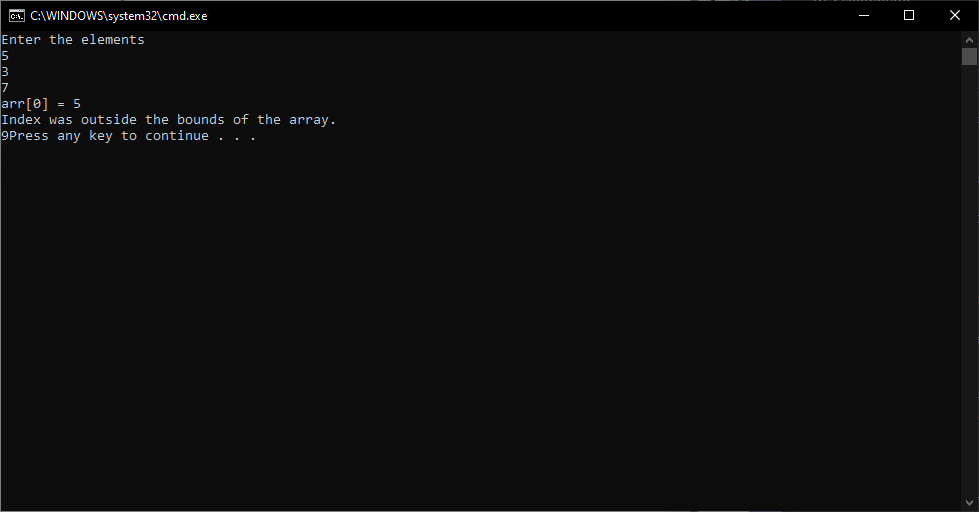 C:\WINDOWS\system32\cmd.exe
Enter the elements
5
3
7
arr[0] = 5
Index was outside the bounds of the array.
9Press any key to continue . . .